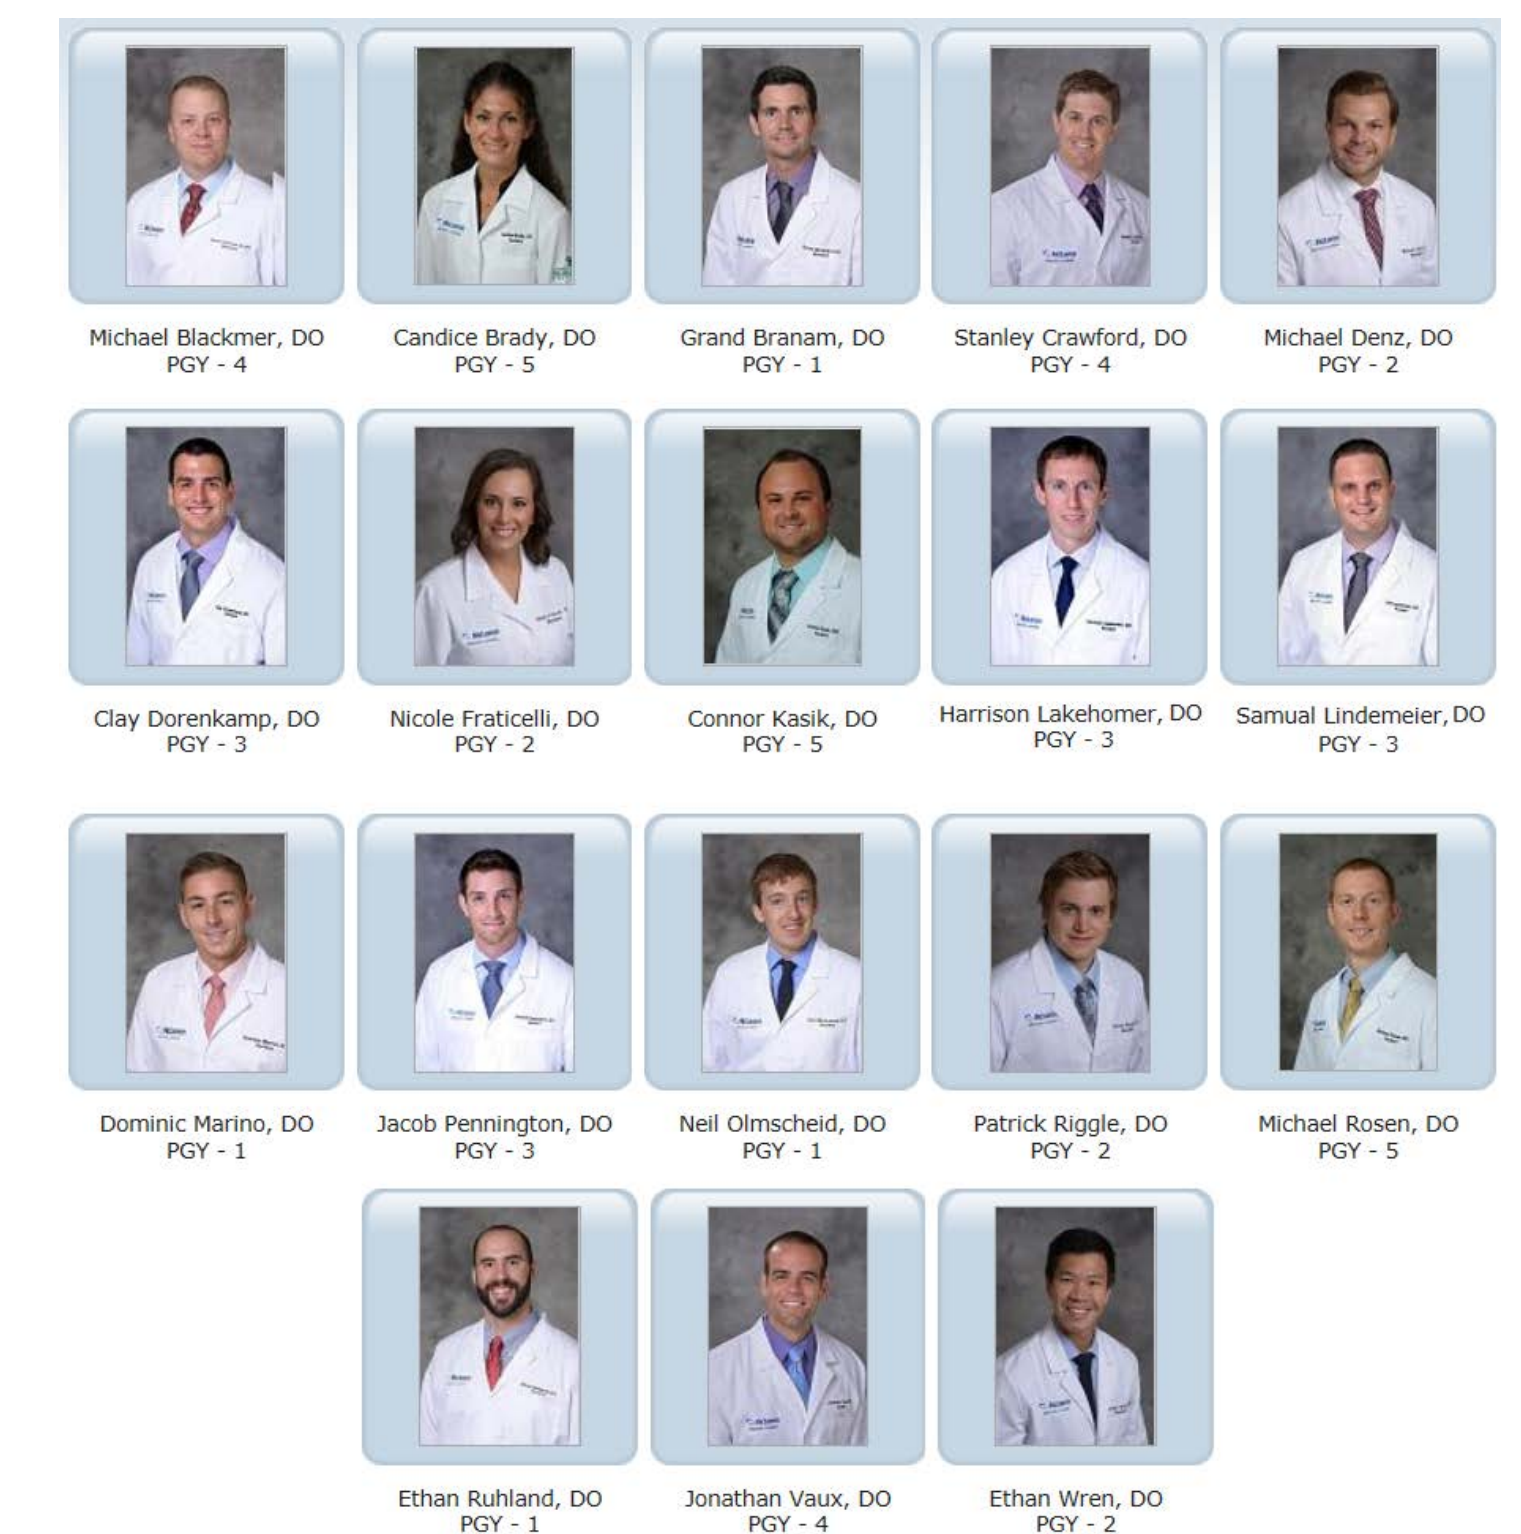 Michael Blackmer, DO
PGY - 4
Candice Brady, DO
PGY - 5
Grand Branam, DO
PGY - 1
Stanley Crawford, DO
PGY - 4
Michael Denz, DO
PGY - 2
Clay Dorenkamp, DO
PGY - 3
Nicole Fraticelli, DO
PGY - 2
Connor Kasik, DO
PGY - 5
Harrison Lakehomer, DO
PGY - 3
Samual Lindemeier, DO
PGY - 3
Dominic Marino, DO
PGY - 1
Jacob Pennington, DO
PGY - 3
Neil Olmscheid, DO
PGY - 1
Patrick Riggle, DO
PGY - 2
Michael Rosen, DO
PGY - 5
Ethan Ruhland, DO
PGY - 1
Jonathan Vaux, DO
PGY - 4
Ethan Wren, DO
PGY - 2